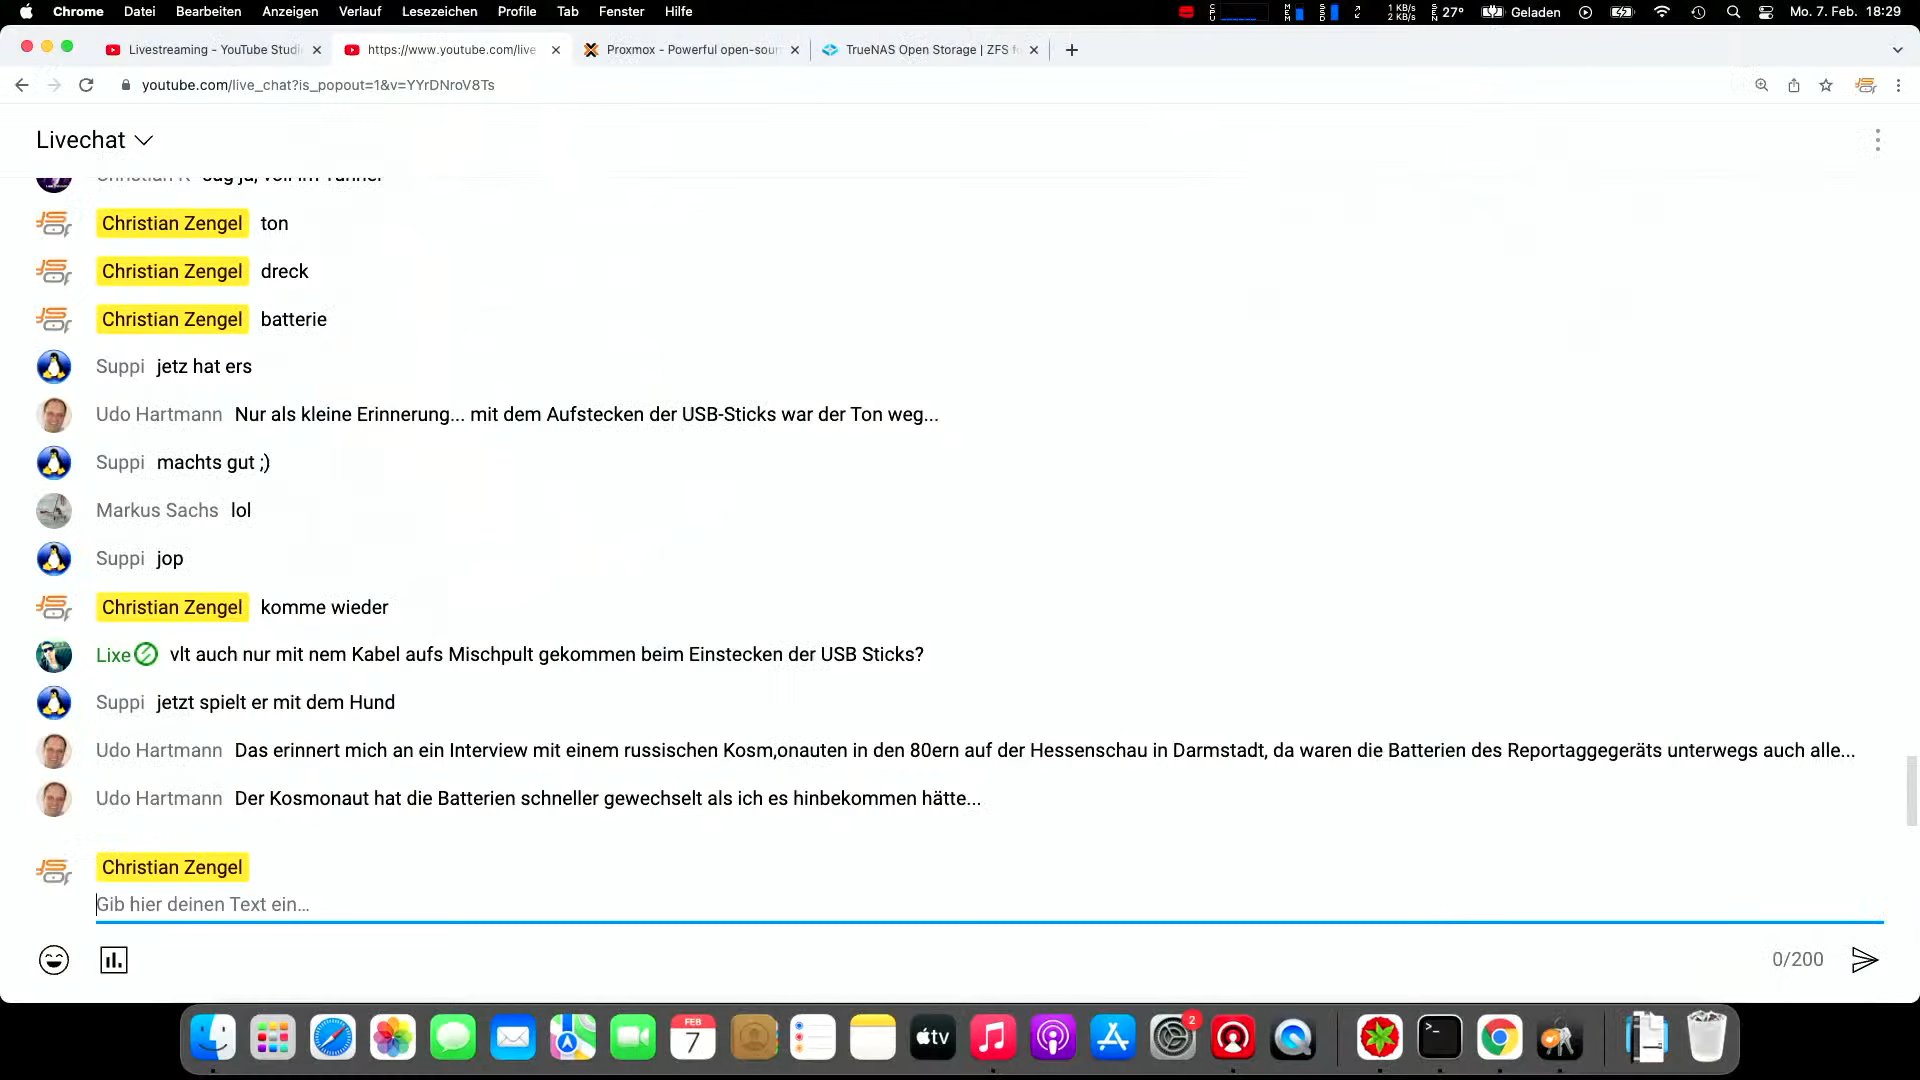 Chrome Datei Bearbeiten Anzeigen Verlauf Lesezeichen Profile Tab Fenster Hilfe 1 KB/s 2 KB/s 27° Geladen Mo. 7. Feb. 18:29
Livestreaming - YouTube Studi https://www.youtube.com/live Proxmox - Powerful open-sour TrueNAS Open Storage | ZFS f
youtube.com/live_chat?is_popout=1&v=YYrDNroV8Ts
Livechat
Christian Zengel ton
Christian Zengel dreck
Christian Zengel batterie
Suppi jetz hat ers
Udo Hartmann Nur als kleine Erinnerung... mit dem Aufstecken der USB-Sticks war der Ton weg...
Suppi machts gut ;)
Markus Sachs lol
Suppi jop
Christian Zengel komme wieder
Lixe vlt auch nur mit nem Kabel aufs Mischpult gekommen beim Einstecken der USB Sticks?
Suppi jetzt spielt er mit dem Hund
Udo Hartmann Das erinnert mich an ein Interview mit einem russischen Kosm,onauten in den 80ern auf der Hessenschau in Darmstadt, da waren die Batterien des Reportaggegeräts unterwegs auch alle...
Udo Hartmann Der Kosmonaut hat die Batterien schneller gewechselt als ich es hinbekommen hätte...
Christian Zengel
Gib hier deinen Text ein...
0/200
FEB
7
tv
2